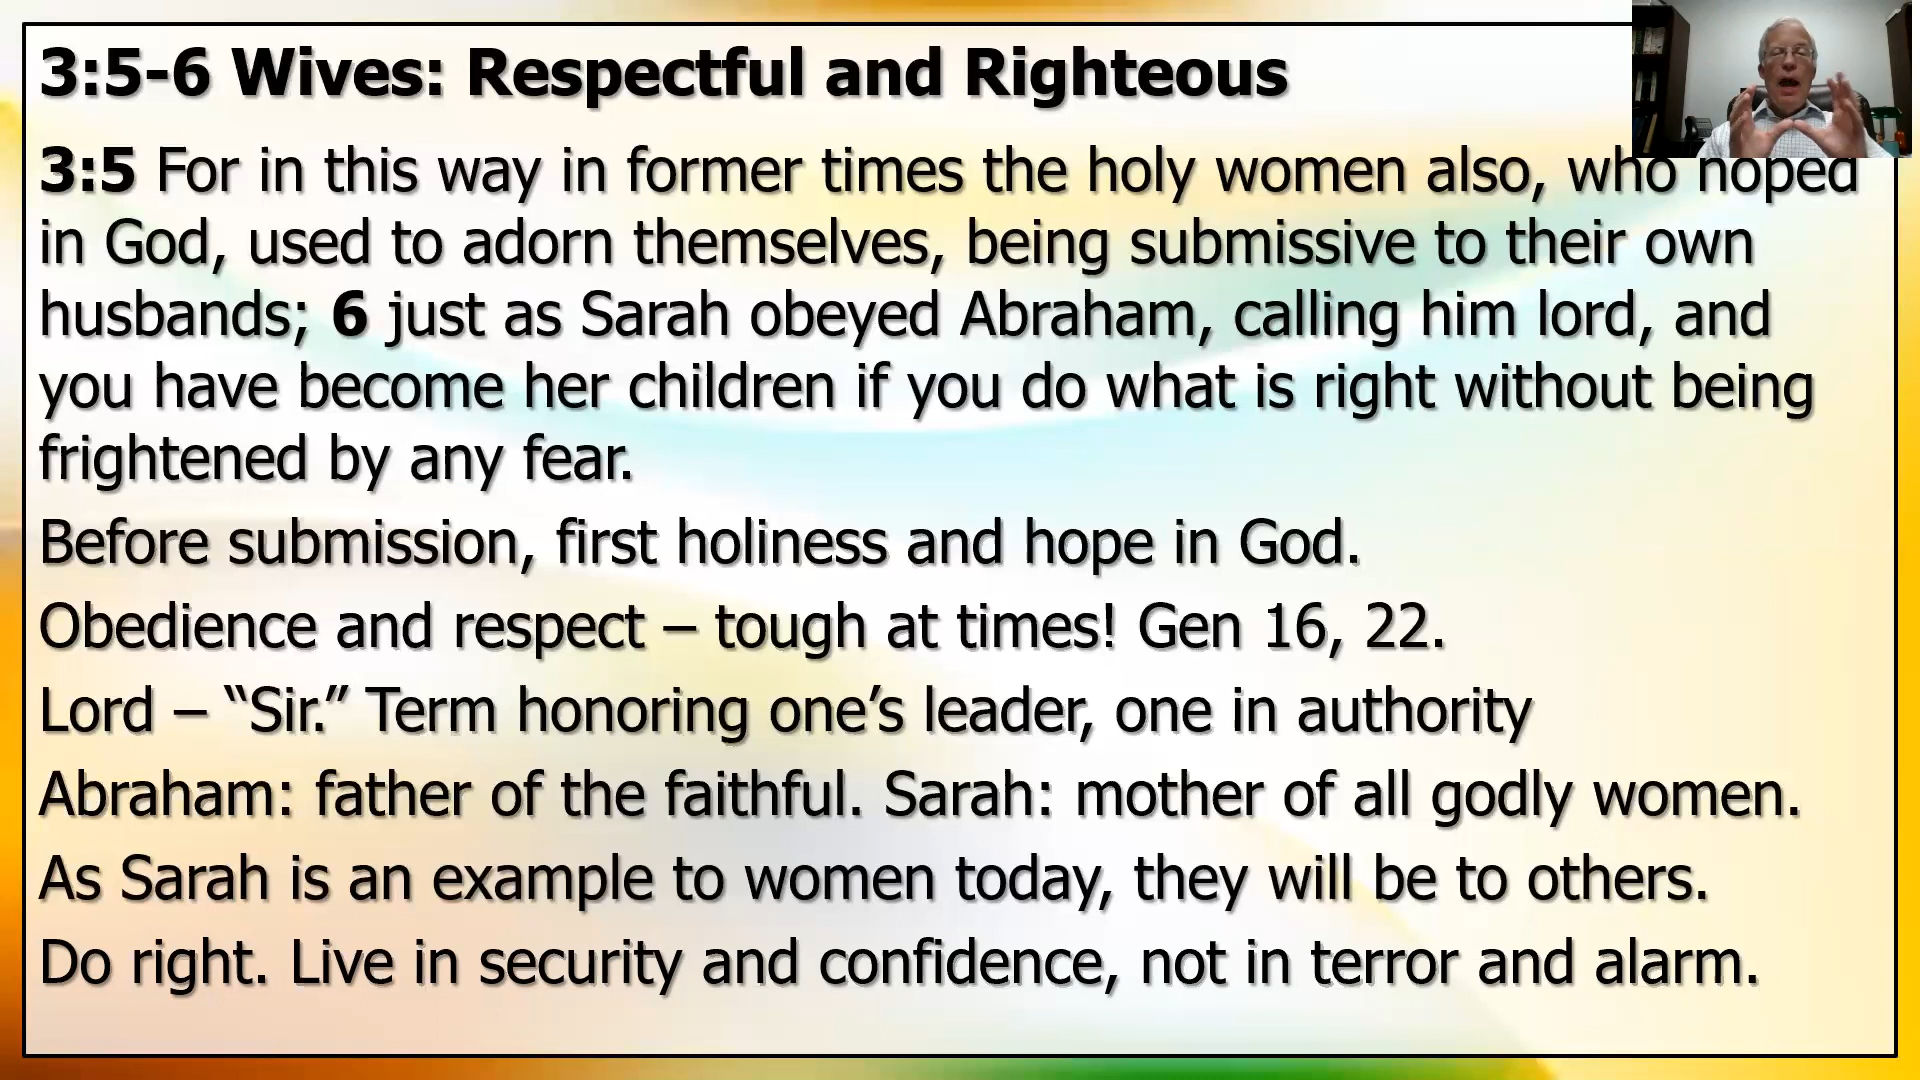 3:5-6 Wives: Respectful and Righteous
3:5 For in this way in former times the holy women also, who hoped
in God, used to adorn themselves, being submissive to their own
husbands; 6 just as Sarah obeyed Abraham, calling him lord, and
you have become her children if you do what is right without being
frightened by any fear.
Before submission, first holiness and hope in God.
Obedience and respect – tough at times! Gen 16, 22.
Lord – “Sir.” Term honoring one’s leader, one in authority
Abraham: father of the faithful. Sarah: mother of all godly women.
As Sarah is an example to women today, they will be to others.
Do right. Live in security and confidence, not in terror and alarm.